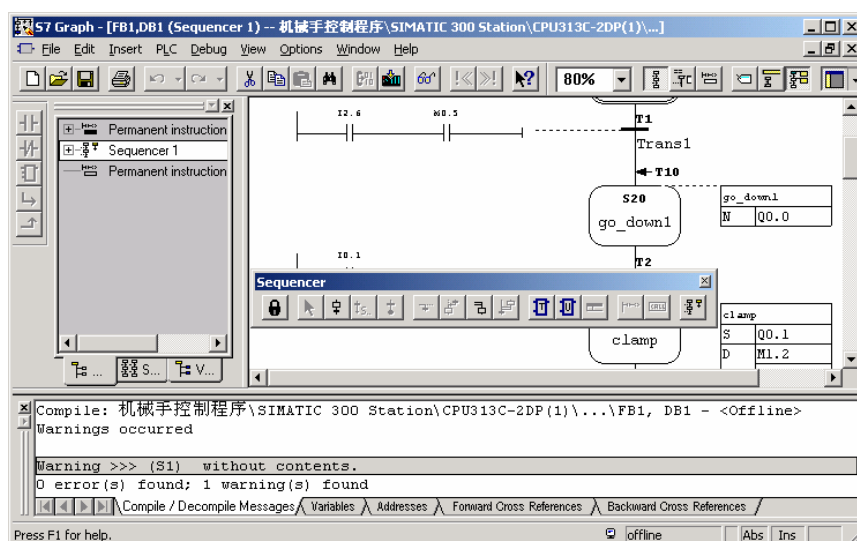 S7 Graph - [FB1,DB1 (Sequencer 1) -- 机械手控制程序\SIMATIC 300 Station\CPU313C-2DP(1)\...]
File Edit Insert PLC Debug View Options Window Help
80%
Permanent instruction
Sequencer 1
Permanent instruction
I2.6 M0.5
T1
Trans1
T10
S20
go_down1
go_down1
N Q0.0
I0.1
T2
Sequencer
clamp
clamp
S Q0.1
D M1.2
... S... V...
Compile: 机械手控制程序\SIMATIC 300 Station\CPU313C-2DP(1)\...\FB1, DB1 - <Offline>
Warnings occurred
Warning >>> (S1) without contents.
0 error(s) found; 1 warning(s) found
Compile / Decompile Messages Variables Addresses Forward Cross References Backward Cross References
Press F1 for help. offline Abs Ins